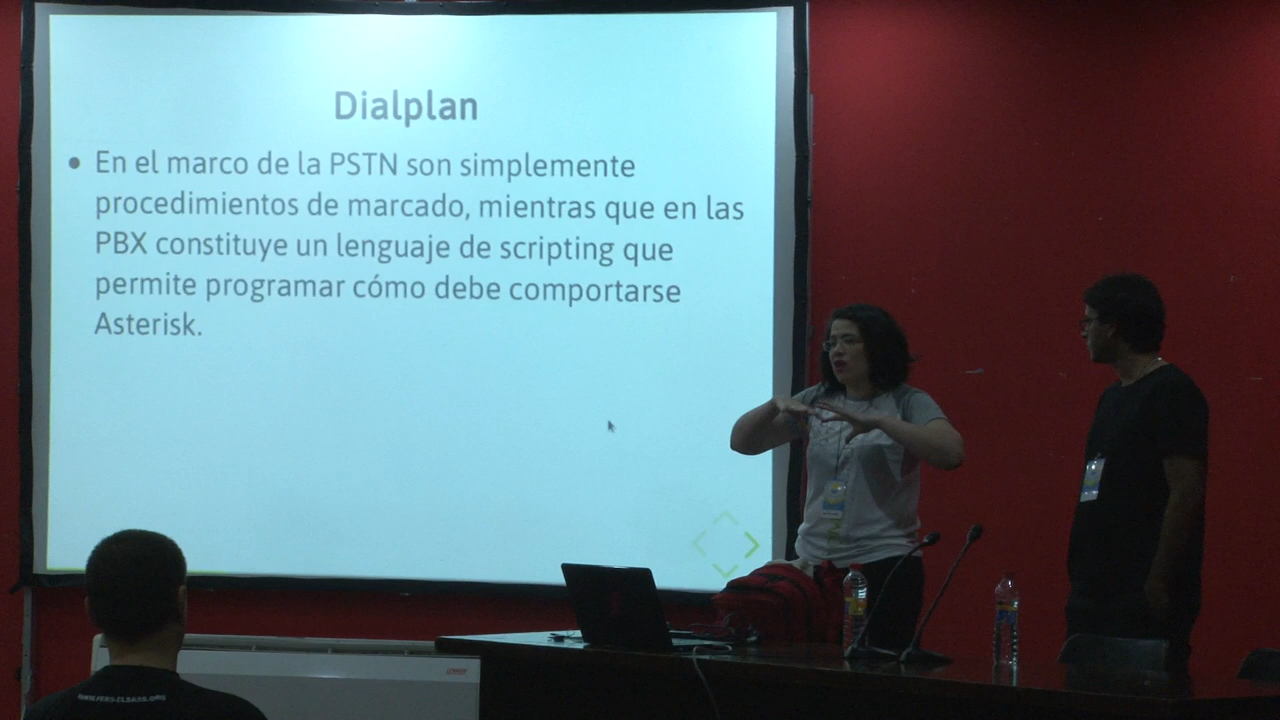 Dialplan
• En el marco de la PSTN son simplemente
procedimientos de marcado, mientras que en las
PBX constituye un lenguaje de scripting que
permite programar cómo debe comportarse
Asterisk.